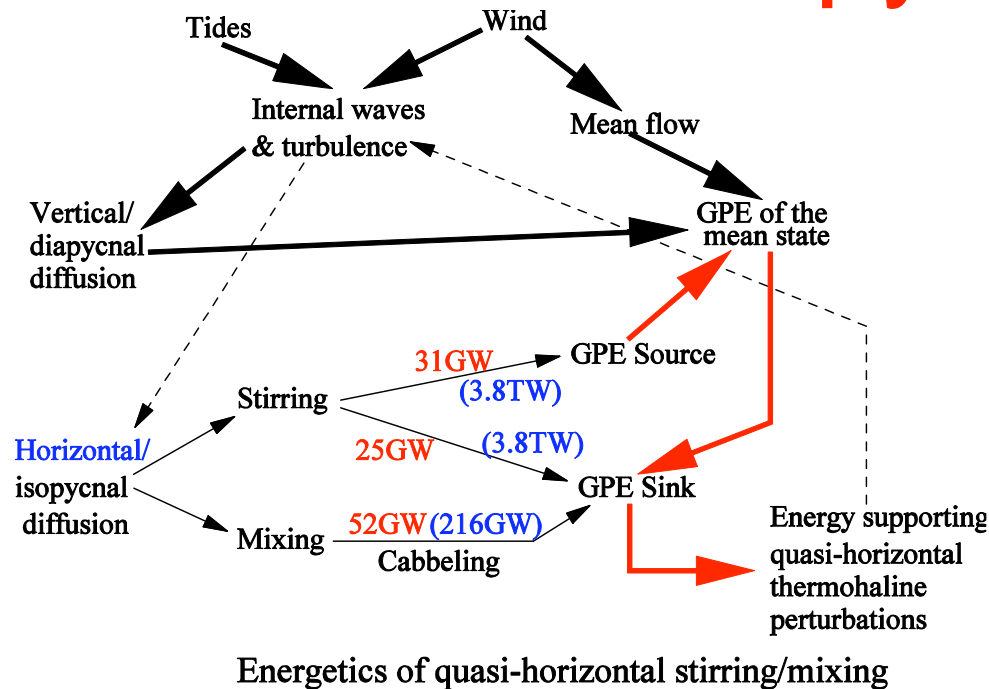 Tides
Wind
Internal waves
& turbulence
Mean flow
Vertical/
diapycnal
diffusion
GPE of the
mean state
31GW
(3.8TW)
GPE Source
Stirring
25GW
(3.8TW)
Horizontal/
isopycnal
diffusion
GPE Sink
Mixing
52GW(216GW)
Cabbeling
Energy supporting
quasi-horizontal
thermohaline
perturbations
Energetics of quasi-horizontal stirring/mixing